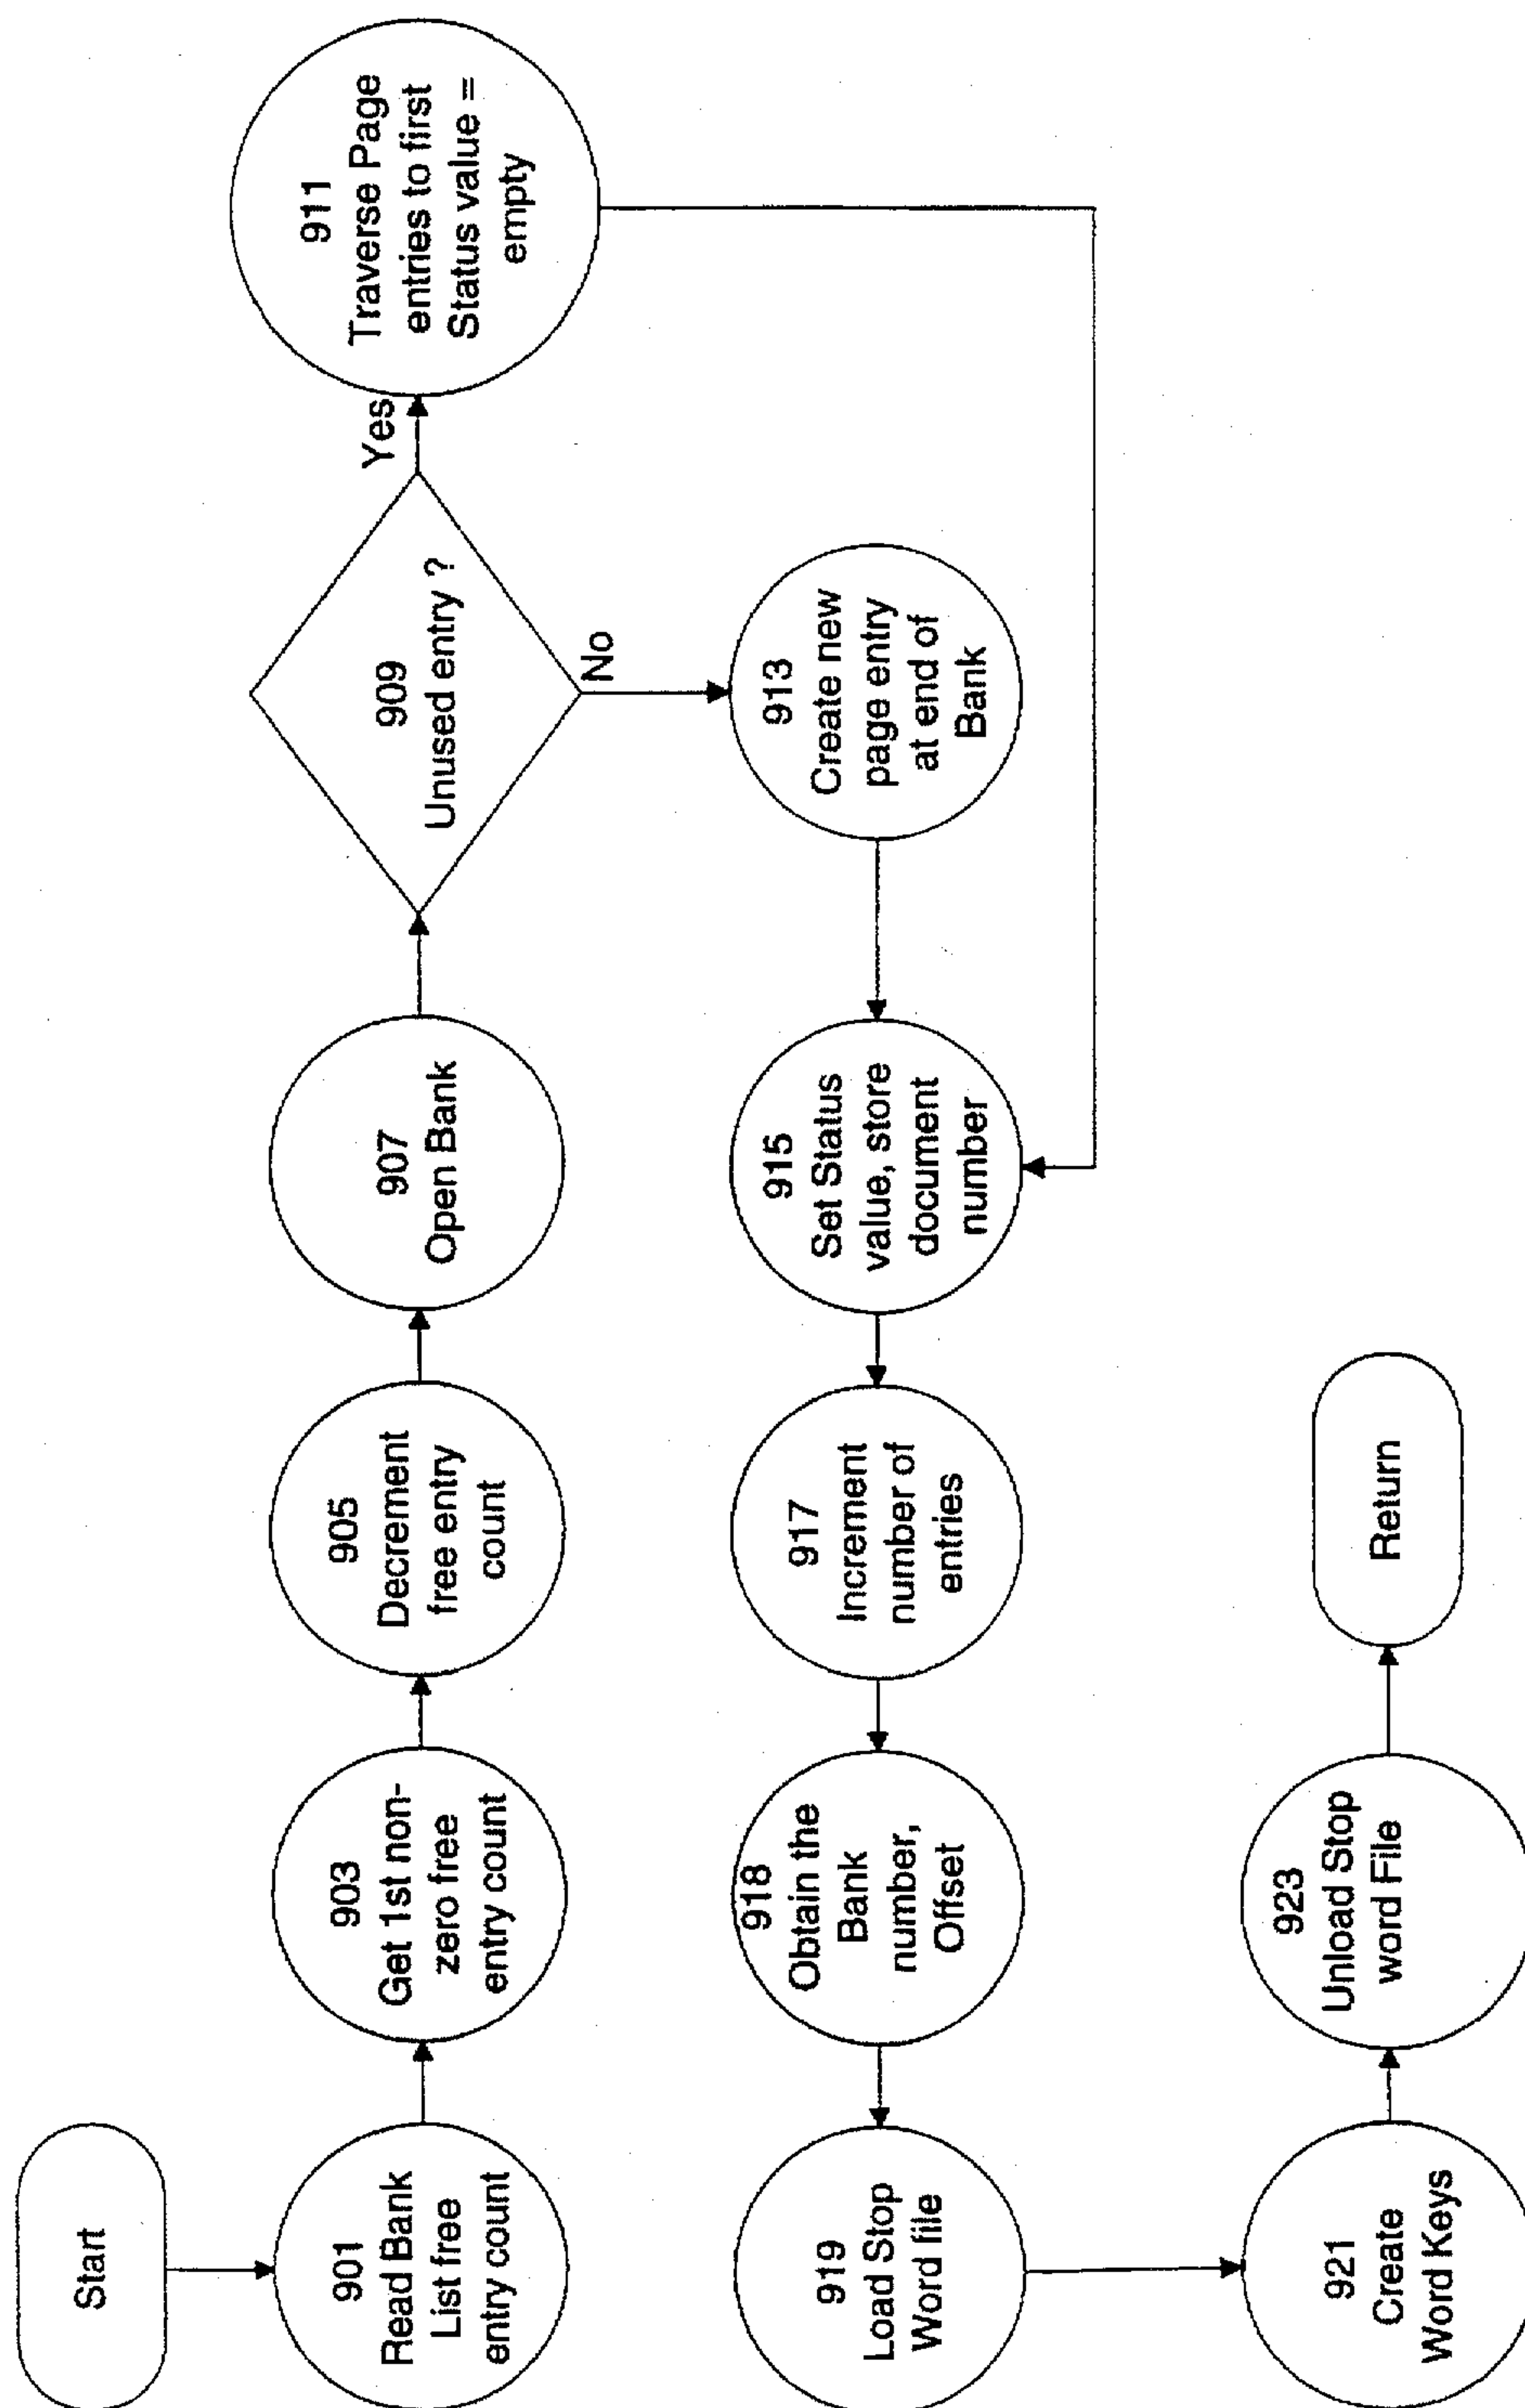 Start
901
Read Bank
List free
entry count
903
Get 1st non-
zero free
entry count
905
Decrement
free entry
count
907
Open Bank
909
Unused entry ?
Yes
No
911
Traverse Page
entries to first
Status value =
empty
913
Create new
page entry
at end of
Bank
915
Set Status
value, store
document
number
917
Increment
number of
entries
918
Obtain the
Bank
number,
Offset
919
Load Stop
Word file
921
Create
Word Keys
923
Unload Stop
word File
Return